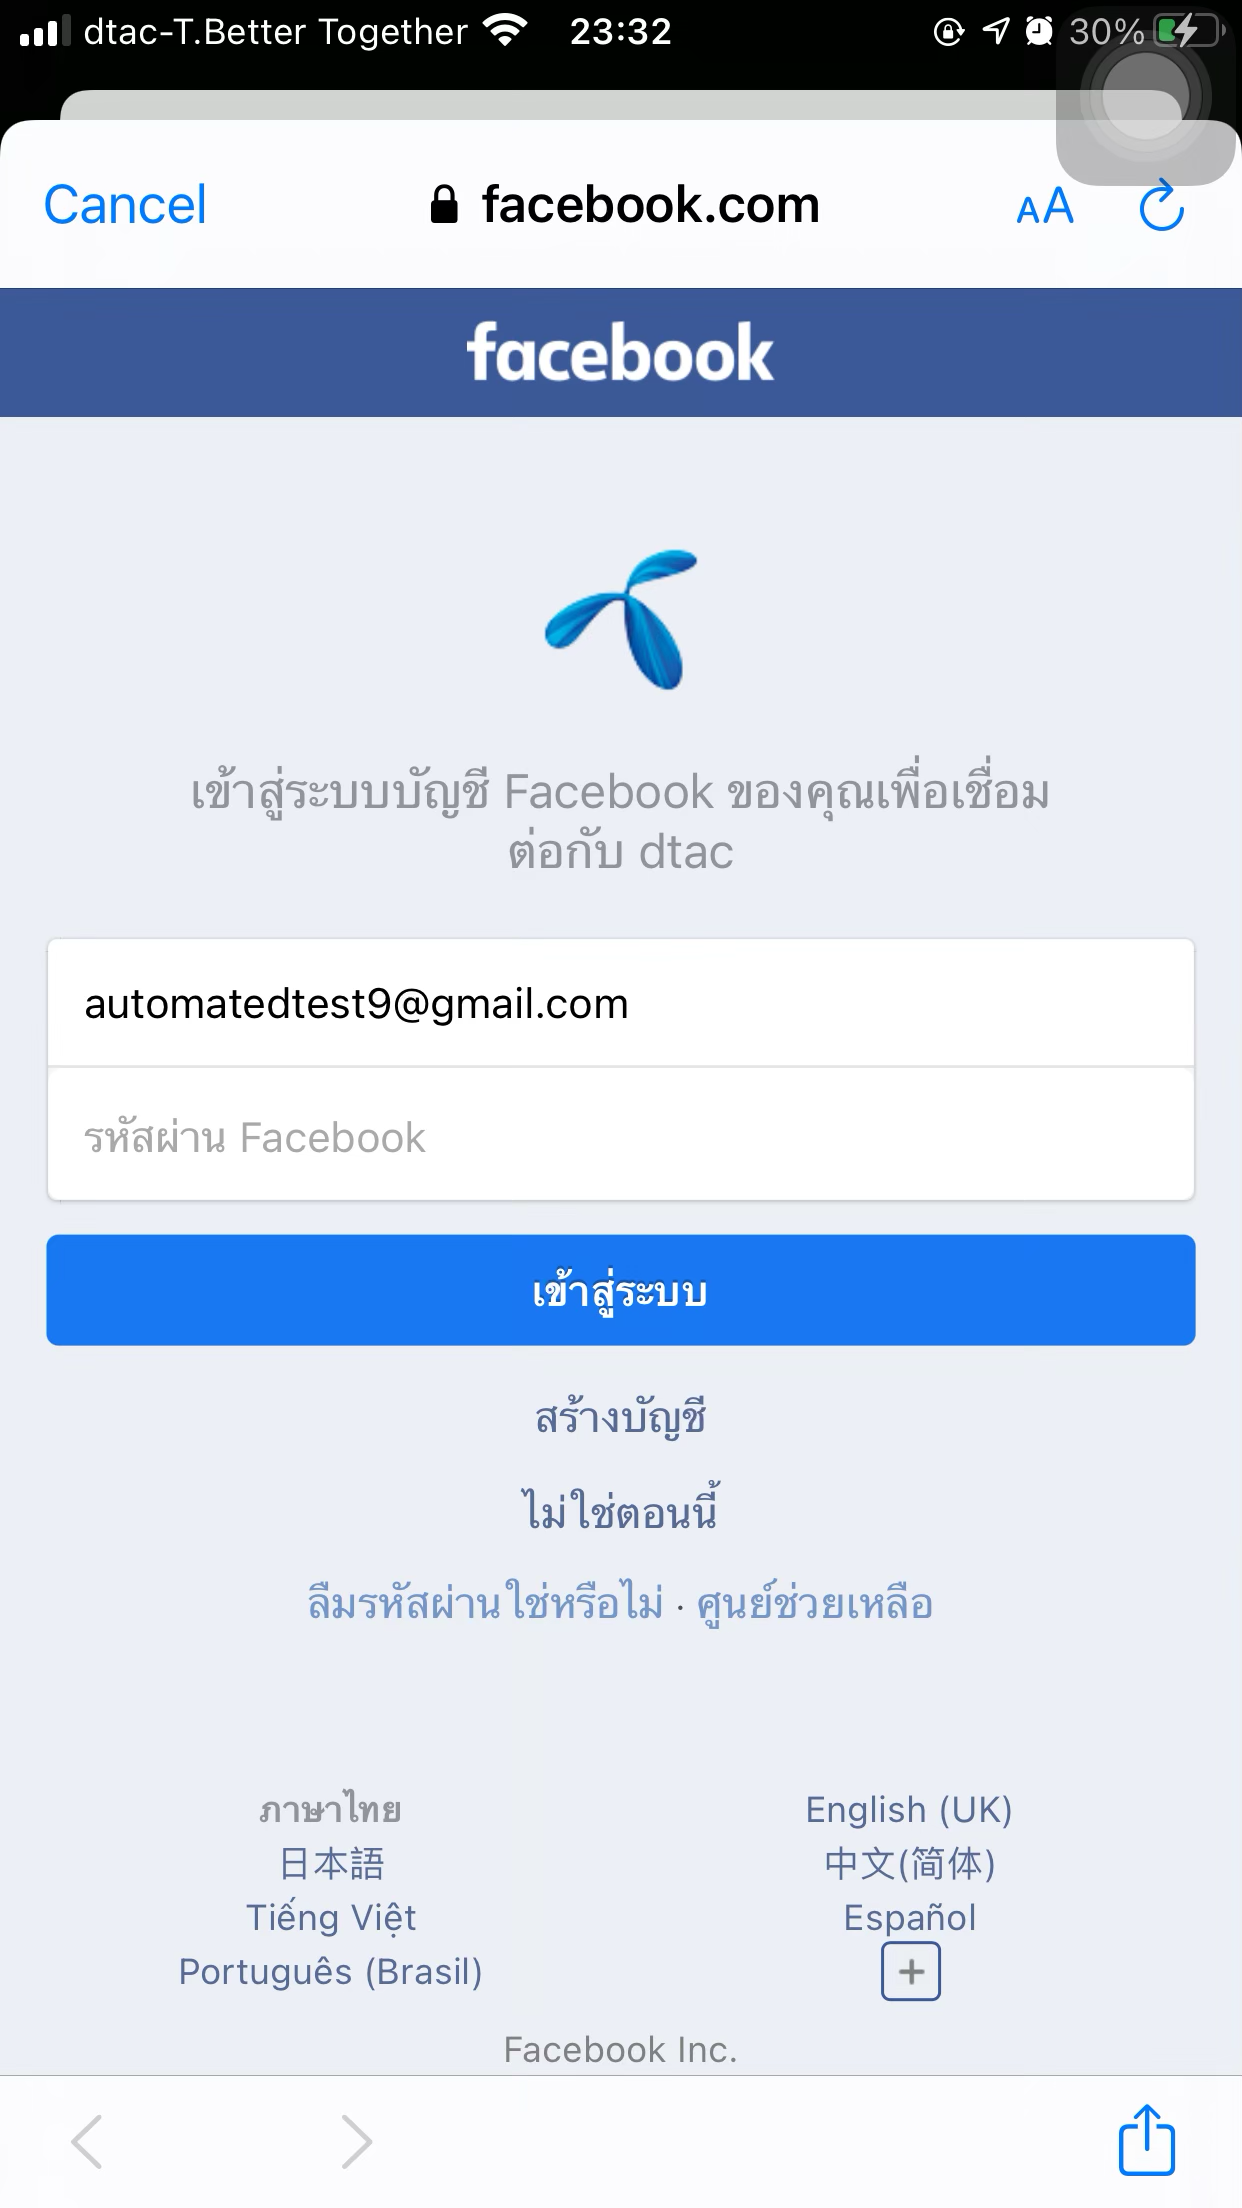 dtac-T.Better Together 23:32 30%
Cancel facebook.com AA
facebook
เข้าสู่ระบบบัญชี Facebook ของคุณเพื่อเชื่อม
ต่อกับ dtac
automatedtest9@gmail.com
รหัสผ่าน Facebook
เข้าสู่ระบบ
สร้างบัญชี
ไม่ใช่ตอนนี้
ลืมรหัสผ่านใช่หรือไม่ · ศูนย์ช่วยเหลือ
ภาษาไทย English (UK)
日本語 中文(简体)
Tiếng Việt Español
Português (Brasil) +
Facebook Inc.